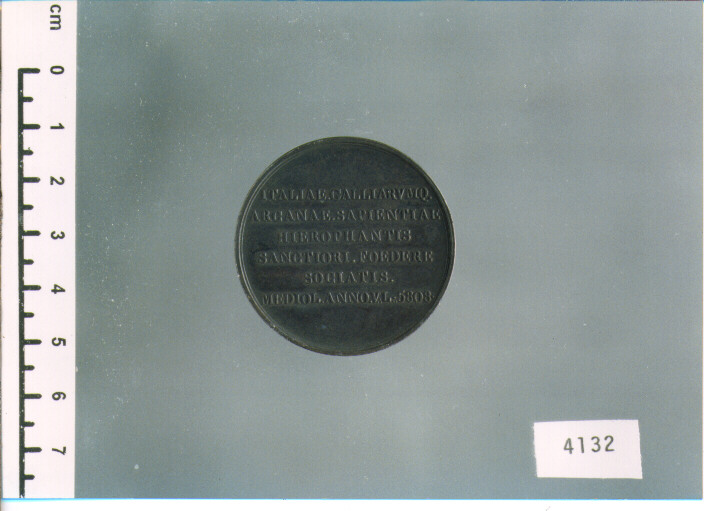 ITALIAE.GALLIARVMQ.
ARCANAE.SAPIENTIAE
HIEROPHANTIS
SANCTIORI.FOEDERE
SOCIATIS.
MEDIOL.ANNO.V.L.5808.
cm
0
1
2
3
4
5
6
7
4132